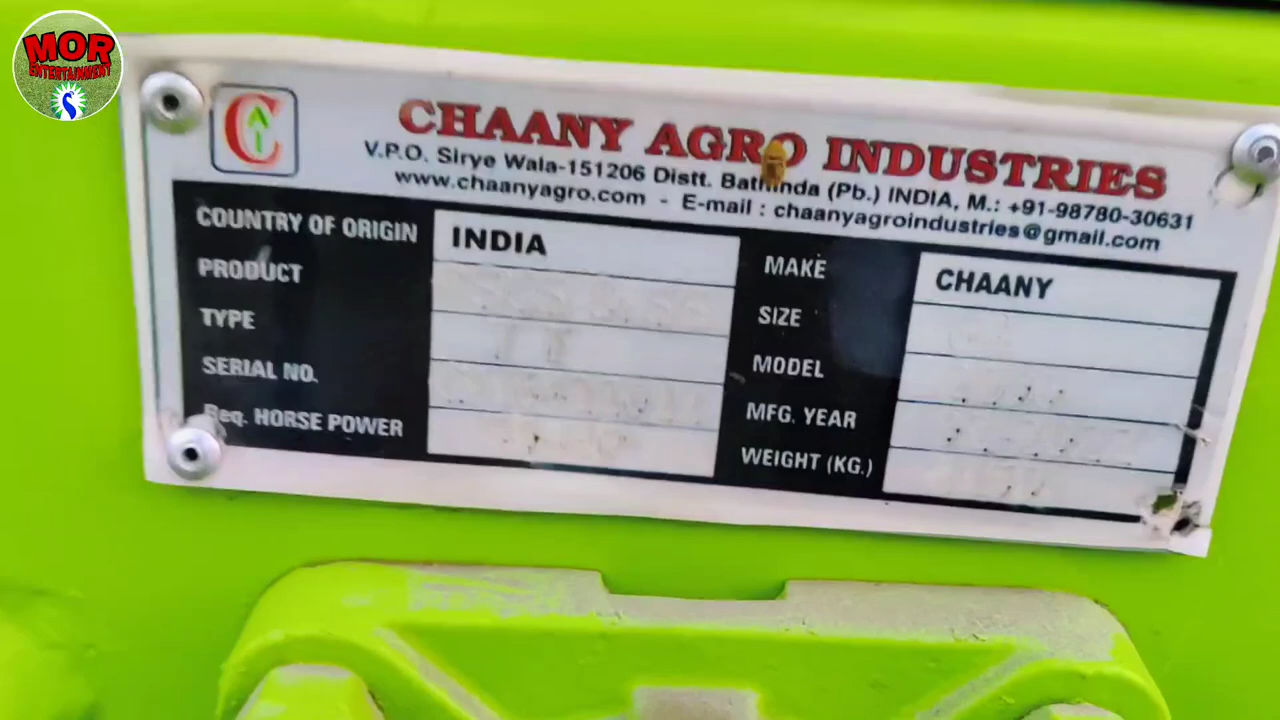 MOR
ENTERTAINMENT
CHAANY AGRO INDUSTRIES
V.P.O. Sirye Wala-151206 Distt. Bathinda (Pb.) INDIA, M.: +91-98780-30631
www.chaanyagro.com - E-mail : chaanyagroindustries@gmail.com
COUNTRY OF ORIGIN INDIA
PRODUCT
TYPE
SERIAL NO.
Req. HORSE POWER
MAKE CHAANY
SIZE
MODEL
MFG. YEAR
WEIGHT (KG.)